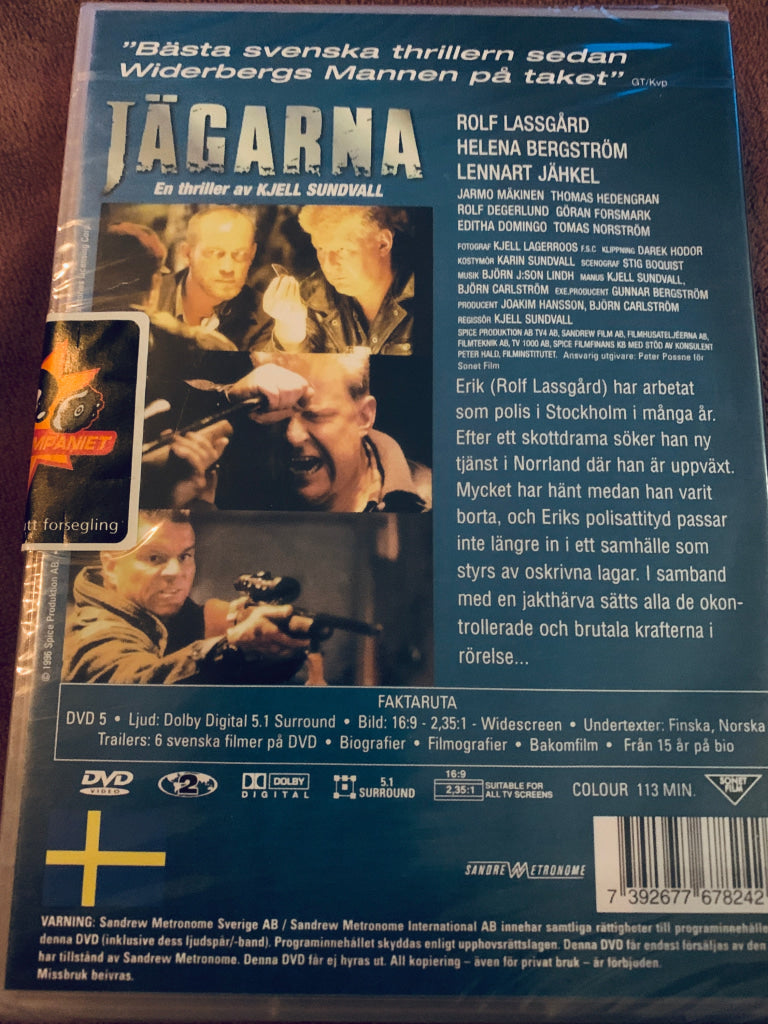 "Bästa svenska thrillern sedan
Widerbergs Mannen på taket" GT/KvP
JÄGARNA
En thriller av KJELL SUNDVALL
ROLF LASSGÅRD
HELENA BERGSTRÖM
LENNART JÄHKEL
JARMO MÄKINEN THOMAS HEDENGRAN
ROLF DEGERLUND GÖRAN FORSMARK
EDITHA DOMINGO TOMAS NORSTRÖM
FOTOGRAF KJELL LAGERROOS F.S.C KLIPPNING DAREK HODOR
KOSTYMÖR KARIN SUNDVALL SCENOGRAF STIG BOQUIST
MUSIK BJÖRN J:SON LINDH MANUS KJELL SUNDVALL,
BJÖRN CARLSTRÖM EXE.PRODUCENT GUNNAR BERGSTRÖM
PRODUCENT JOAKIM HANSSON, BJÖRN CARLSTRÖM
REGISSÖR KJELL SUNDVALL
SPICE PRODUKTION AB TV4 AB, SANDREW FILM AB, FILMHUSATELJÉERNA AB,
FILMTEKNIK AB, TV 1000 AB, SPICE FILMFINANS KB MED STÖD AV KONSULENT
PETER HALD, FILMINSTITUTET. Ansvarig utgivare: Peter Possne för
Sonet Film
Erik (Rolf Lassgård) har arbetat
som polis i Stockholm i många år.
Efter ett skottdrama söker han ny
tjänst i Norrland där han är uppväxt.
Mycket har hänt medan han varit
borta, och Eriks polisattityd passar
inte längre in i ett samhälle som
styrs av oskrivna lagar. I samband
med en jakthärva sätts alla de okon-
trollerade och brutala krafterna i
rörelse...
MPANIET
tt forsegling
© 1996 Spice Produktion AB
Licensing Corp.
FAKTARUTA
DVD 5 • Ljud: Dolby Digital 5.1 Surround • Bild: 16:9 - 2,35:1 - Widescreen • Undertexter: Finska, Norska
Trailers: 6 svenska filmer på DVD • Biografier • Filmografier • Bakomfilm • Från 15 år på bio
DVD VIDEO
2
DOLBY DIGITAL
5.1 SURROUND
16:9
2,35:1
SUITABLE FOR
ALL TV SCREENS
COLOUR 113 MIN.
SONET FILM
SANDREW METRONOME
7 392677 678242
VARNING: Sandrew Metronome Sverige AB / Sandrew Metronome International AB innehar samtliga rättigheter till programinnehålle
denna DVD (inklusive dess ljudspår/-band). Programinnehållet skyddas enligt upphovsrättslagen. Denna DVD får endast försäljas av den
har tillstånd av Sandrew Metronome. Denna DVD får ej hyras ut. All kopiering – även för privat bruk – är förbjuden.
Missbruk beivras.